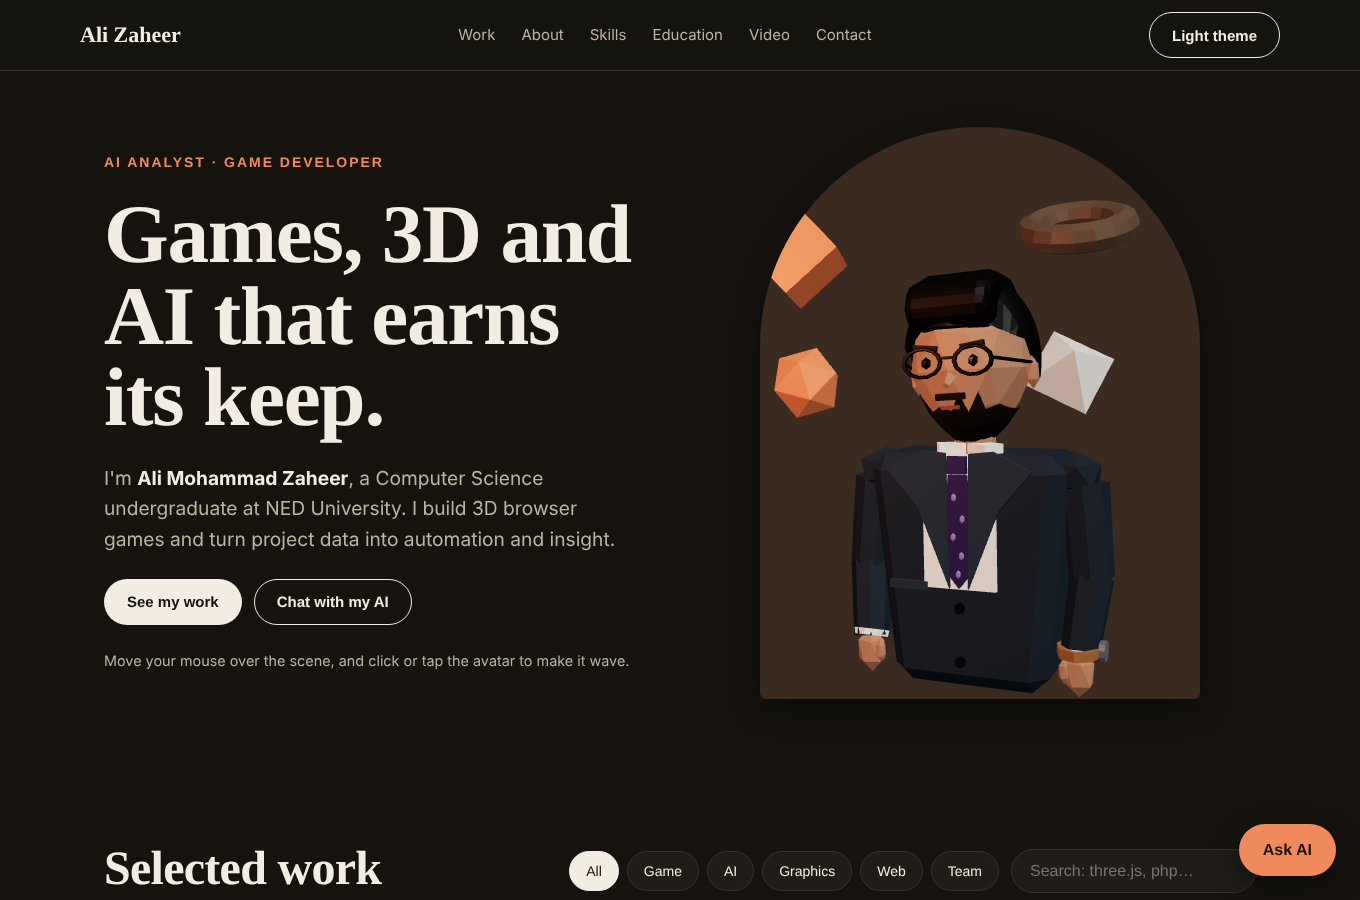 Ali Zaheer
Work
About
Skills
Education
Video
Contact
Light theme
AI ANALYST · GAME DEVELOPER
Games, 3D and
AI that earns
its keep.
I'm Ali Mohammad Zaheer, a Computer Science
undergraduate at NED University. I build 3D browser
games and turn project data into automation and insight.
See my work
Chat with my AI
Move your mouse over the scene, and click or tap the avatar to make it wave.
Selected work
All
Game
AI
Graphics
Web
Team
Search: three.js, php…
Ask AI